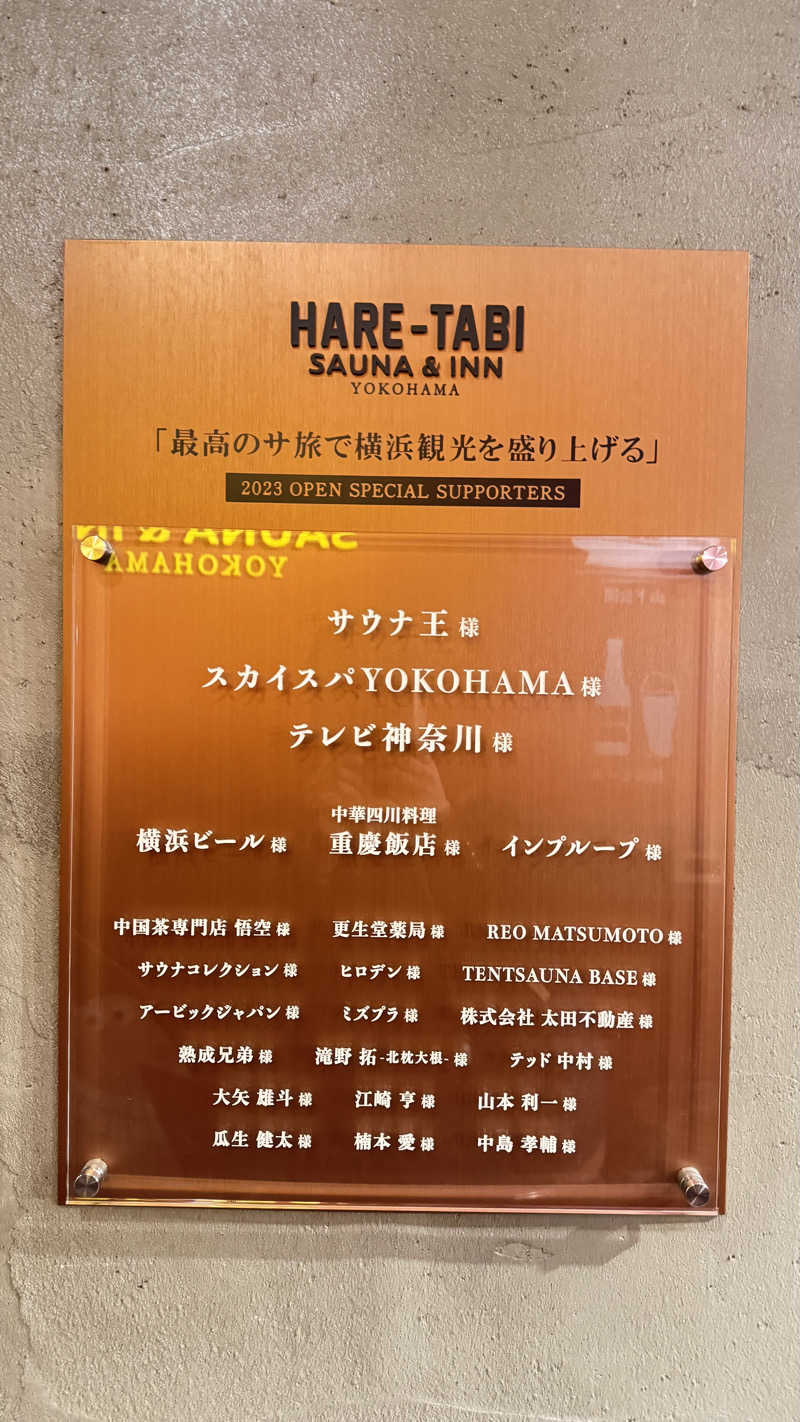 HARE-TABI
SAUNA & INN
YOKOHAMA
「最高のサ旅で横浜観光を盛り上げる」
2023 OPEN SPECIAL SUPPORTERS
SAUNA & IN
YOKOHAMA
サウナ王 様
スカイスパYOKOHAMA 様
テレビ神奈川 様
中華四川料理
横浜ビール 様 重慶飯店 様 インプループ 様
中国茶専門店 悟空 様 更生堂薬局 様 REO MATSUMOTO 様
サウナコレクション 様 ヒロデン 様 TENTSAUNA BASE 様
アービックジャパン 様 ミズプラ 様 株式会社 太田不動産 様
熟成兄弟 様 滝野 拓-北枕大根- 様 テッド 中村 様
大矢 雄斗 様 江崎 亨 様 山本 利一 様
瓜生 健太 様 楠本 愛 様 中島 孝輔 様